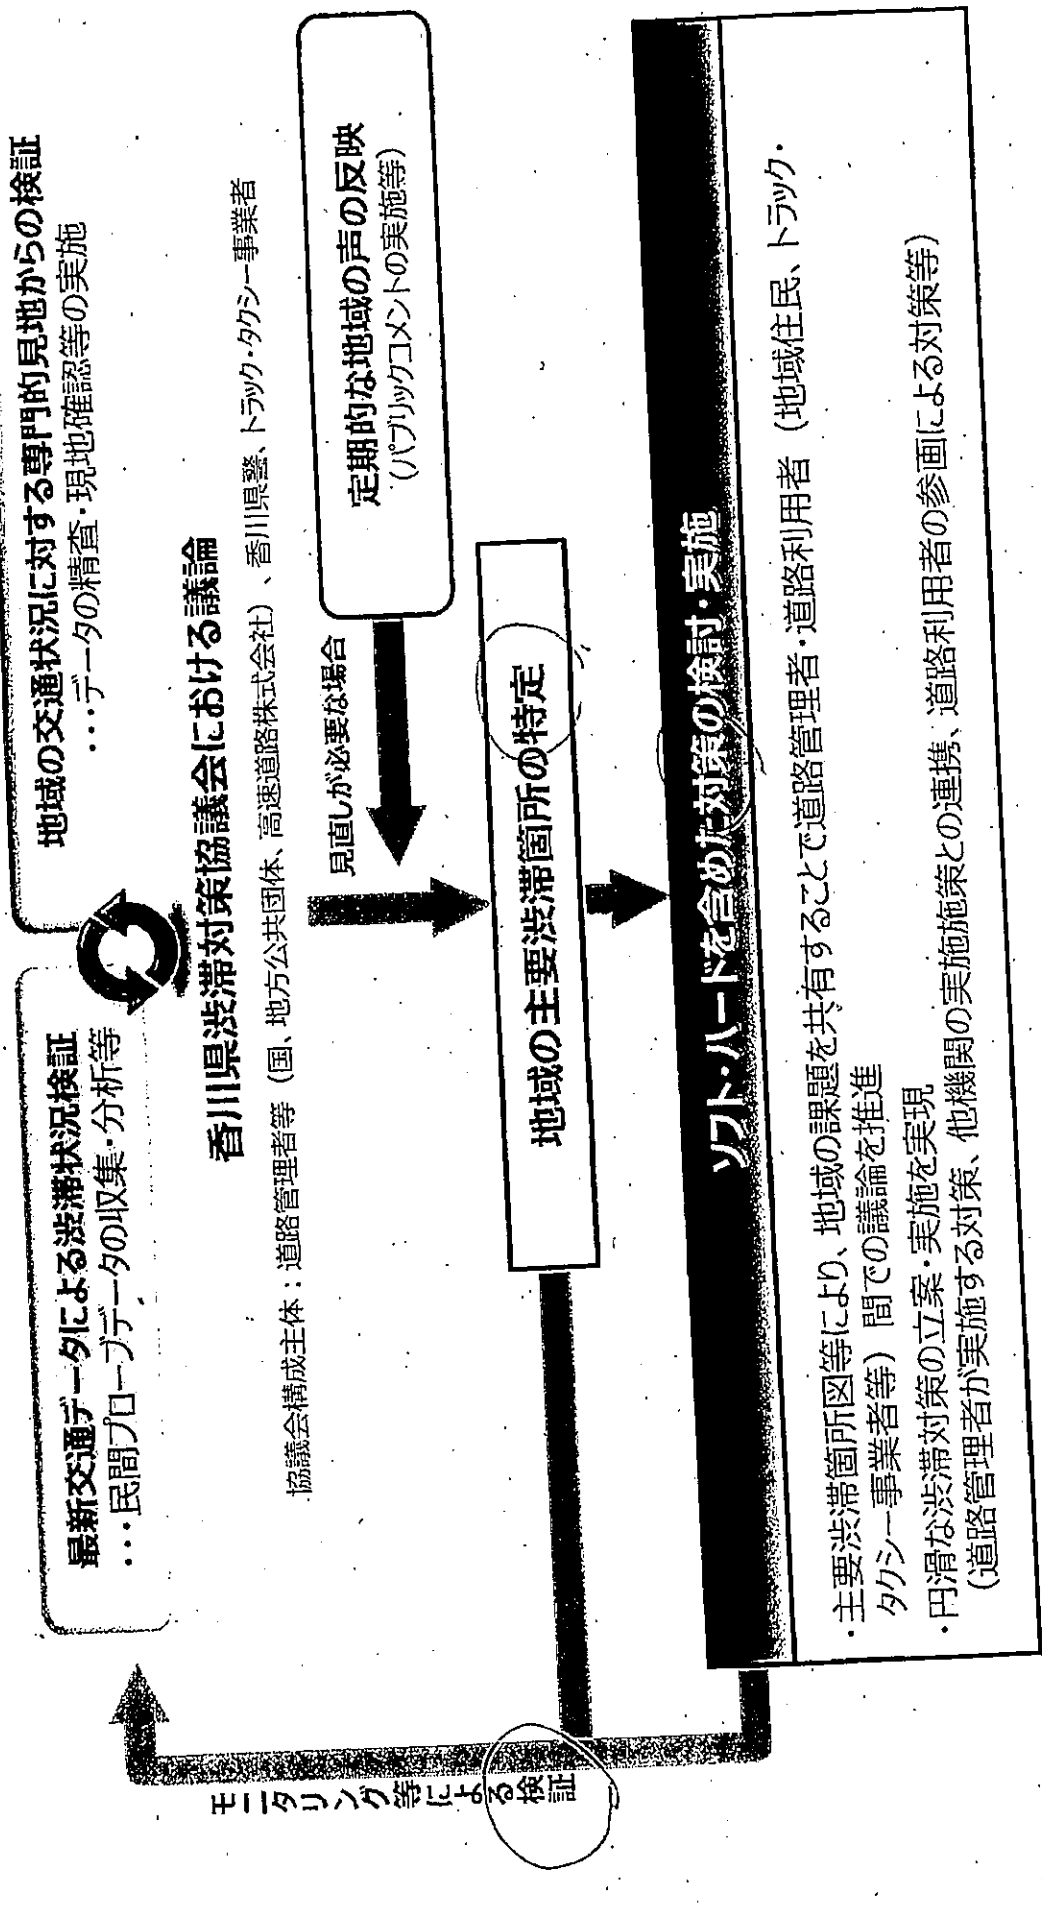 最新交通データによる渋滞状況検証
・・・民間プローブデータの収集・分析等
地域の交通状況に対する専門的見地からの検証
・・・データの精査・現地確認等の実施
香川県渋滞対策協議会における議論
協議会構成主体：道路管理者等（国、地方公共団体、高速道路株式会社）、香川県警、トラック・タクシー事業者
見直しが必要な場合
定期的な地域の声の反映
（パブリックコメントの実施等）
地域の主要渋滞箇所の特定
モニタリング等による検証
ソフト・ハードを含めた対策の検討・実施
・主要渋滞箇所図等により、地域の課題を共有することで道路管理者・道路利用者（地域住民、トラック・
タクシー事業者等）間での議論を推進
・円滑な渋滞対策の立案・実施を実現
（道路管理者が実施する対策、他機関の実施施策との連携、道路利用者の参画による対策等）